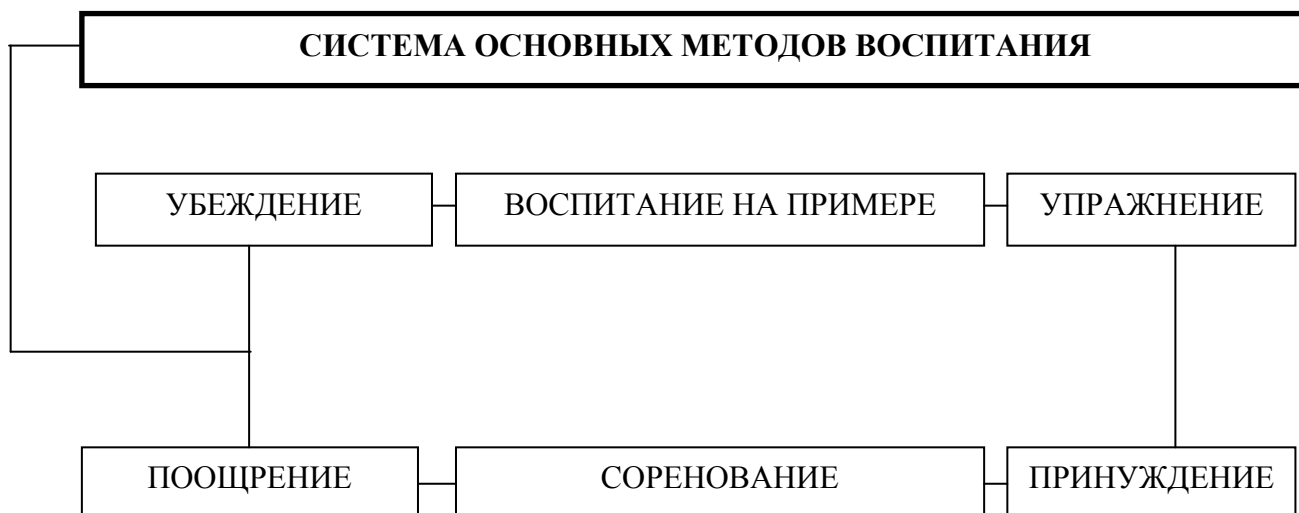 СИСТЕМА ОСНОВНЫХ МЕТОДОВ ВОСПИТАНИЯ
УБЕЖДЕНИЕ
ВОСПИТАНИЕ НА ПРИМЕРЕ
УПРАЖНЕНИЕ
ПООЩРЕНИЕ
СОРЕНОВАНИЕ
ПРИНУЖДЕНИЕ